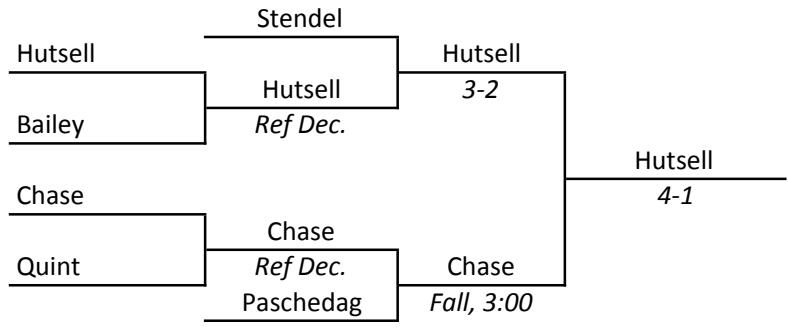 Stendel
Hutsell
Hutsell
3-2
Hutsell
Ref Dec.
Bailey
Hutsell
4-1
Chase
Chase
Ref Dec.
Quint
Chase
Fall, 3:00
Paschedag